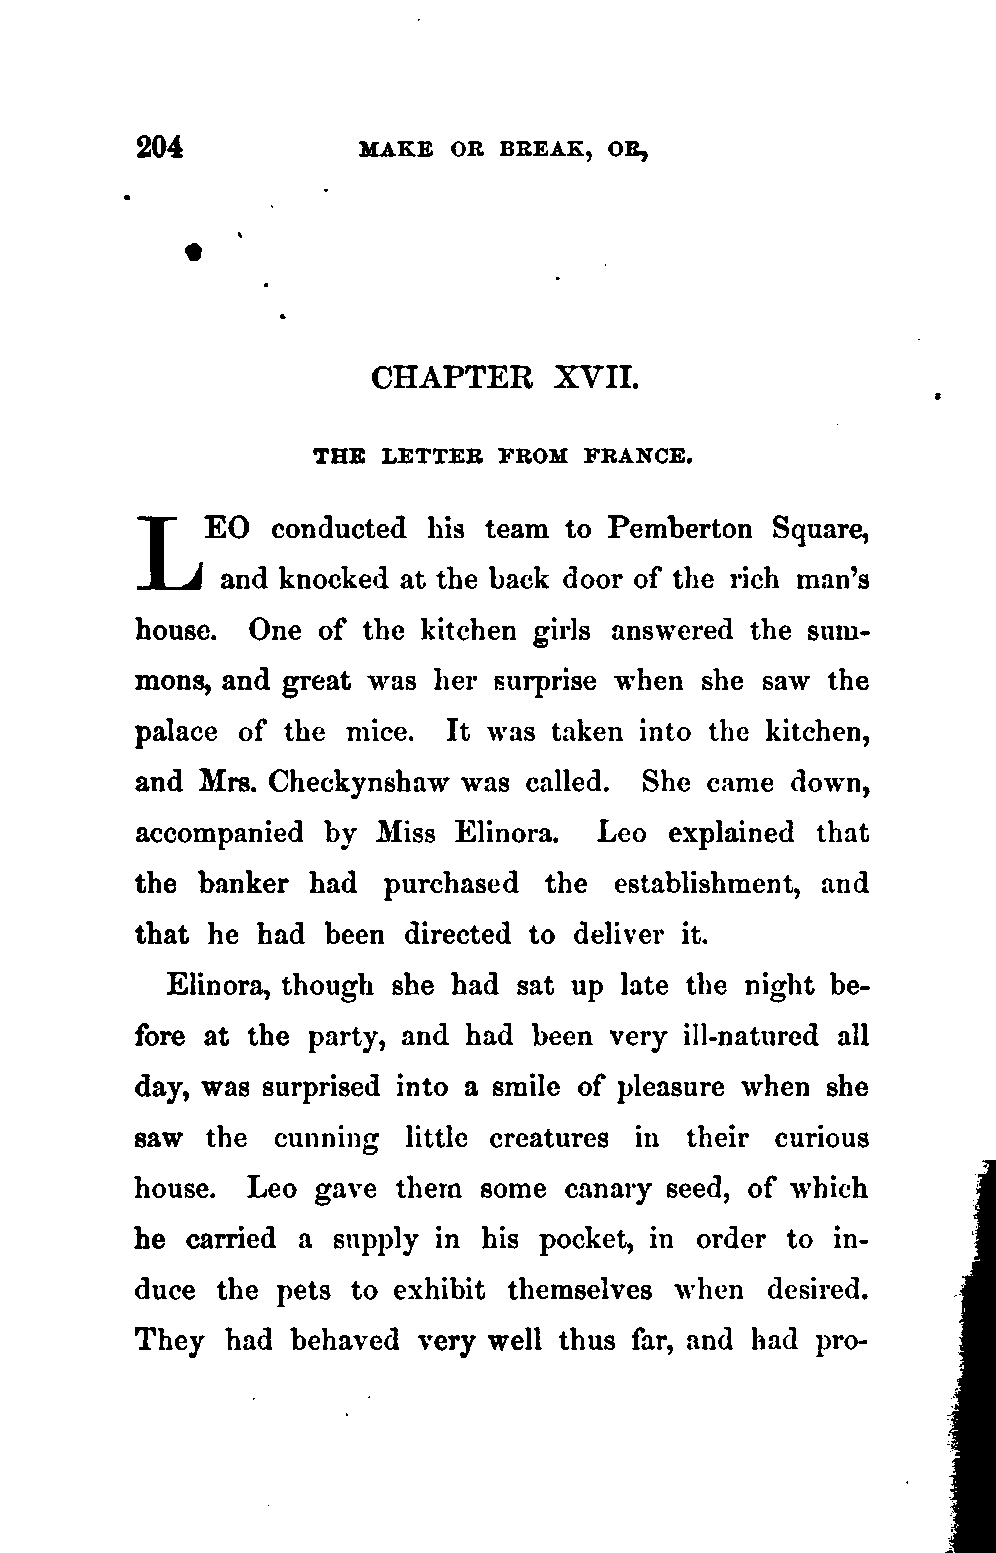 204 MAKE OR BREAK, OR,
CHAPTER XVII.
THE LETTER FROM FRANCE.
LEO conducted his team to Pemberton Square,
and knocked at the back door of the rich man's
house. One of the kitchen girls answered the sum-
mons, and great was her surprise when she saw the
palace of the mice. It was taken into the kitchen,
and Mrs. Checkynshaw was called. She came down,
accompanied by Miss Elinora. Leo explained that
the banker had purchased the establishment, and
that he had been directed to deliver it.
Elinora, though she had sat up late the night be-
fore at the party, and had been very ill-natured all
day, was surprised into a smile of pleasure when she
saw the cunning little creatures in their curious
house. Leo gave them some canary seed, of which
he carried a supply in his pocket, in order to in-
duce the pets to exhibit themselves when desired.
They had behaved very well thus far, and had pro-